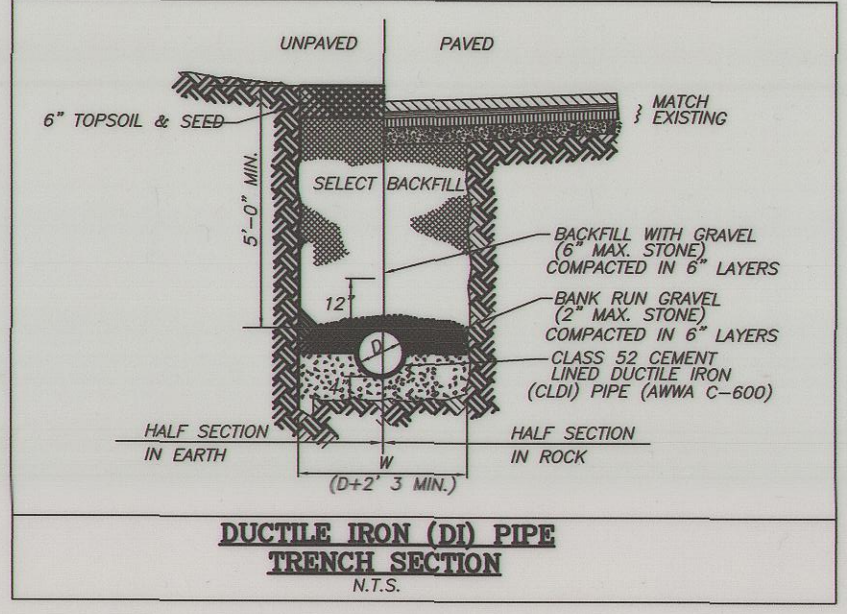 UNPAVED
PAVED
6" TOPSOIL & SEED
MATCH
EXISTING
5'-0" MIN.
SELECT BACKFILL
BACKFILL WITH GRAVEL
(6" MAX. STONE)
COMPACTED IN 6" LAYERS
12"
BANK RUN GRAVEL
(2" MAX. STONE)
COMPACTED IN 6" LAYERS
D
CLASS 52 CEMENT
LINED DUCTILE IRON
(CLDI) PIPE (AWWA C-600)
4"
HALF SECTION
IN EARTH
HALF SECTION
IN ROCK
W
(D+2' 3 MIN.)
DUCTILE IRON (DI) PIPE
TRENCH SECTION
N.T.S.